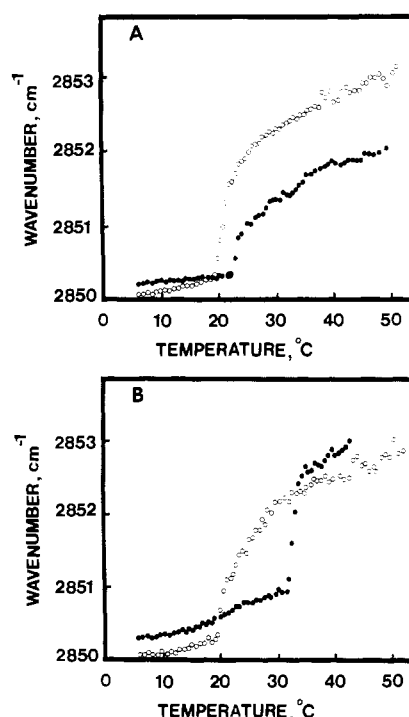 A
2853
2852
2851
2850
WAVENUMBER, cm⁻¹
0 10 20 30 40 50
TEMPERATURE, °C
B
2853
2852
2851
2850
WAVENUMBER, cm⁻¹
0 10 20 30 40 50
TEMPERATURE, °C